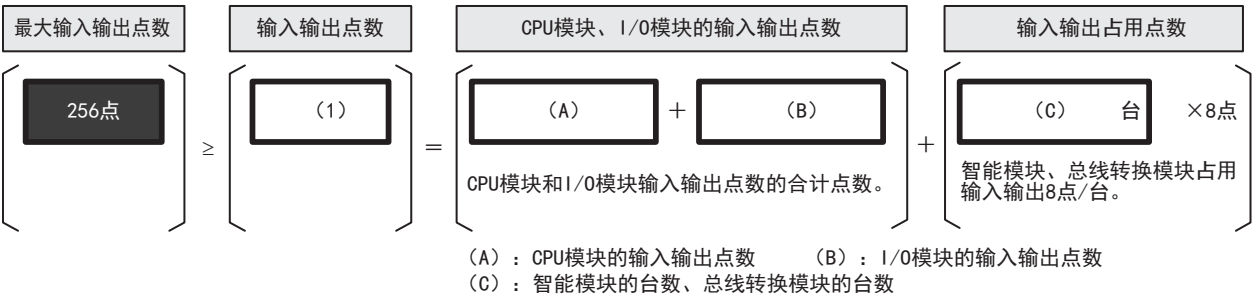 最大输入输出点数
输入输出点数
CPU模块、I/O模块的输入输出点数
输入输出占用点数
256点
≥
(1)
=
(A)
+
(B)
+
(C) 台 ×8点
CPU模块和I/O模块输入输出点数的合计点数。
智能模块、总线转换模块占用
输入输出8点/台。
(A)：CPU模块的输入输出点数 (B)：I/O模块的输入输出点数
(C)：智能模块的台数、总线转换模块的台数